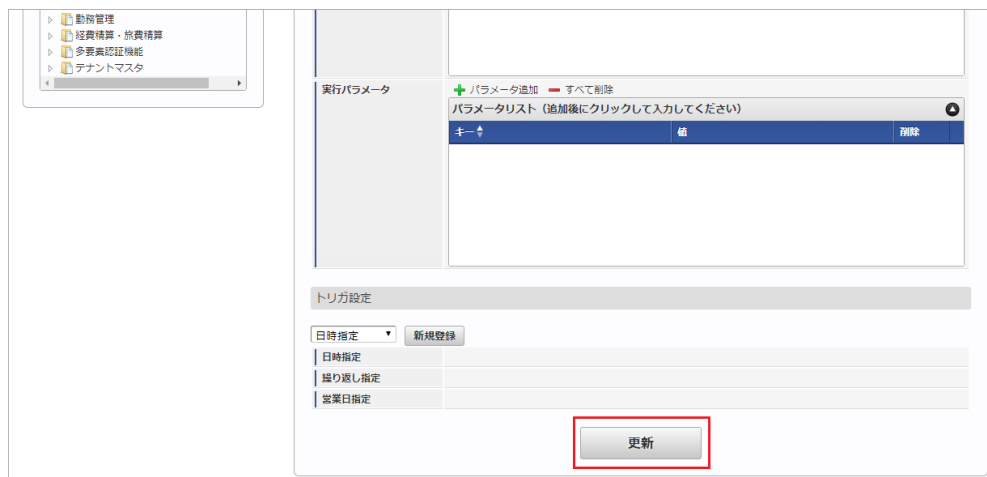 勤務管理
経費精算・旅費精算
多要素認証機能
テナントマスタ
実行パラメータ
パラメータ追加 すべて削除
パラメータリスト（追加後にクリックして入力してください）
キー 値 削除
トリガ設定
日時指定 新規登録
日時指定
繰り返し指定
営業日指定
更新